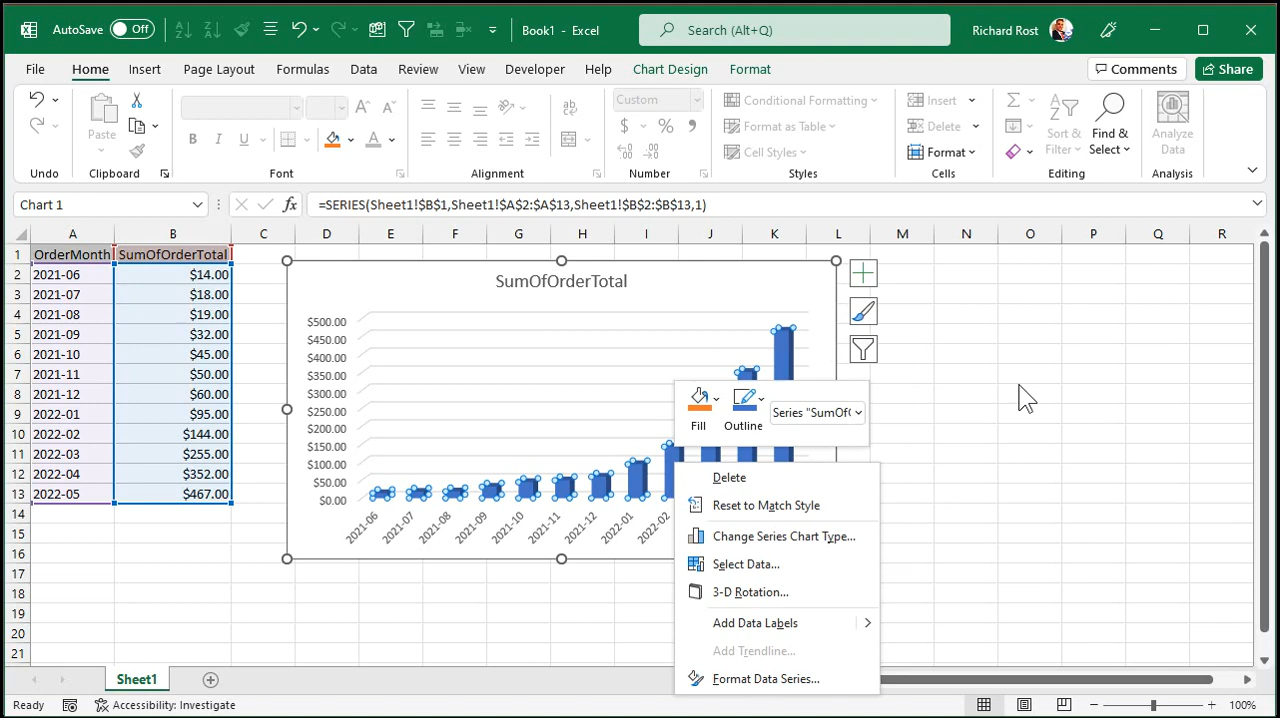 AutoSave Off Book1 - Excel Search (Alt+Q) Richard Rost
File Home Insert Page Layout Formulas Data Review View Developer Help Chart Design Format Comments Share
Paste
B I U
Custom
$ % ,
Conditional Formatting
Format as Table
Cell Styles
Insert
Delete
Format
Sort &
Filter
Find &
Select
Analyze
Data
Undo Clipboard Font Alignment Number Styles Cells Editing Analysis
Chart 1 fx =SERIES(Sheet1!$B$1,Sheet1!$A$2:$A$13,Sheet1!$B$2:$B$13,1)
A B C D E F G H I J K L M N O P Q R
1 OrderMonth SumOfOrderTotal
2 2021-06 $14.00
3 2021-07 $18.00
4 2021-08 $19.00
5 2021-09 $32.00
6 2021-10 $45.00
7 2021-11 $50.00
8 2021-12 $60.00
9 2022-01 $95.00
10 2022-02 $144.00
11 2022-03 $255.00
12 2022-04 $352.00
13 2022-05 $467.00
14
15
16
17
18
19
20
21
SumOfOrderTotal
$500.00
$450.00
$400.00
$350.00
$300.00
$250.00
$200.00
$150.00
$100.00
$50.00
$0.00
2021-06 2021-07 2021-08 2021-09 2021-10 2021-11 2021-12 2022-01 2022-02
Fill Outline Series "SumOf
Delete
Reset to Match Style
Change Series Chart Type...
Select Data...
3-D Rotation...
Add Data Labels
Add Trendline...
Format Data Series...
Sheet1
Ready Accessibility: Investigate 100%